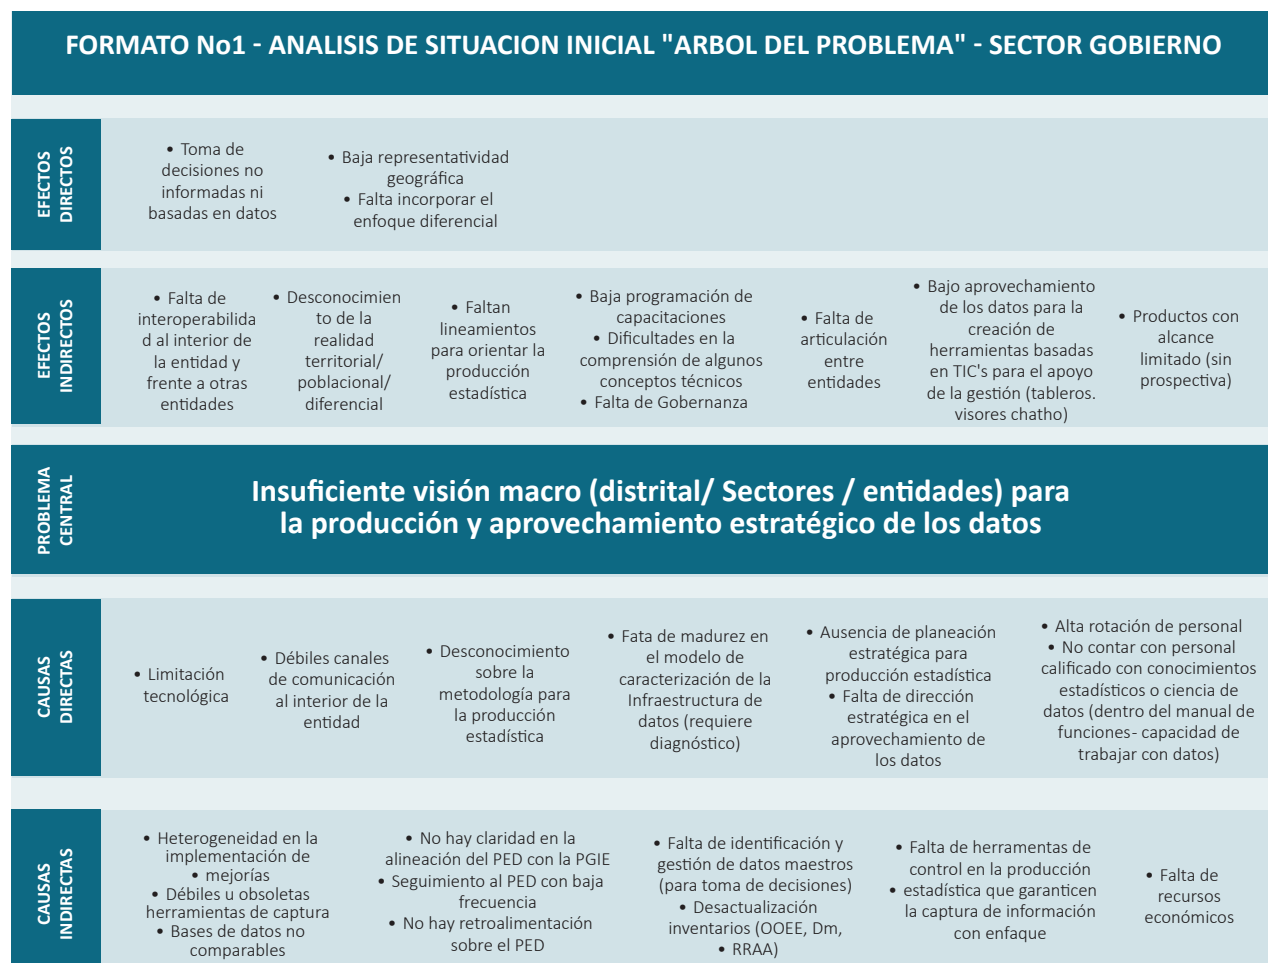 FORMATO No1 - ANALISIS DE SITUACION INICIAL "ARBOL DEL PROBLEMA" - SECTOR GOBIERNO
EFECTOS
DIRECTOS
• Toma de
decisiones no
informadas ni
basadas en datos
• Baja representatividad
geográfica
• Falta incorporar el
enfoque diferencial
EFECTOS
INDIRECTOS
• Falta de
interoperabilida
d al interior de
la entidad y
frente a otras
entidades
• Desconocimien
to de la
realidad
territorial/
poblacional/
diferencial
• Faltan
lineamientos
para orientar la
producción
estadística
• Baja programación de
capacitaciones
• Dificultades en la
comprensión de algunos
conceptos técnicos
• Falta de Gobernanza
• Falta de
articulación
entre
entidades
• Bajo aprovechamiento
de los datos para la
creación de
herramientas basadas
en TIC's para el apoyo
de la gestión (tableros.
visores chatho)
• Productos con
alcance
limitado (sin
prospectiva)
PROBLEMA
CENTRAL
Insuficiente visión macro (distrital/ Sectores / entidades) para
la producción y aprovechamiento estratégico de los datos
CAUSAS
DIRECTAS
• Limitación
tecnológica
• Débiles canales
de comunicación
al interior de la
entidad
• Desconocimiento
sobre la
metodología para
la producción
estadística
• Fata de madurez en
el modelo de
caracterización de la
Infraestructura de
datos (requiere
diagnóstico)
• Ausencia de planeación
estratégica para
producción estadística
• Falta de dirección
estratégica en el
aprovechamiento de
los datos
• Alta rotación de personal
• No contar con personal
calificado con conocimientos
estadísticos o ciencia de
datos (dentro del manual de
funciones- capacidad de
trabajar con datos)
CAUSAS
INDIRECTAS
• Heterogeneidad en la
implementación de
• mejorías
• Débiles u obsoletas
herramientas de captura
• Bases de datos no
comparables
• No hay claridad en la
alineación del PED con la PGIE
• Seguimiento al PED con baja
frecuencia
• No hay retroalimentación
sobre el PED
• Falta de identificación y
gestión de datos maestros
(para toma de decisiones)
• Desactualización
inventarios (OOEE, Dm,
• RRAA)
• Falta de herramentas de
control en la producción
• estadística que garanticen
la captura de información
con enfaque
• Falta de
recursos
económicos